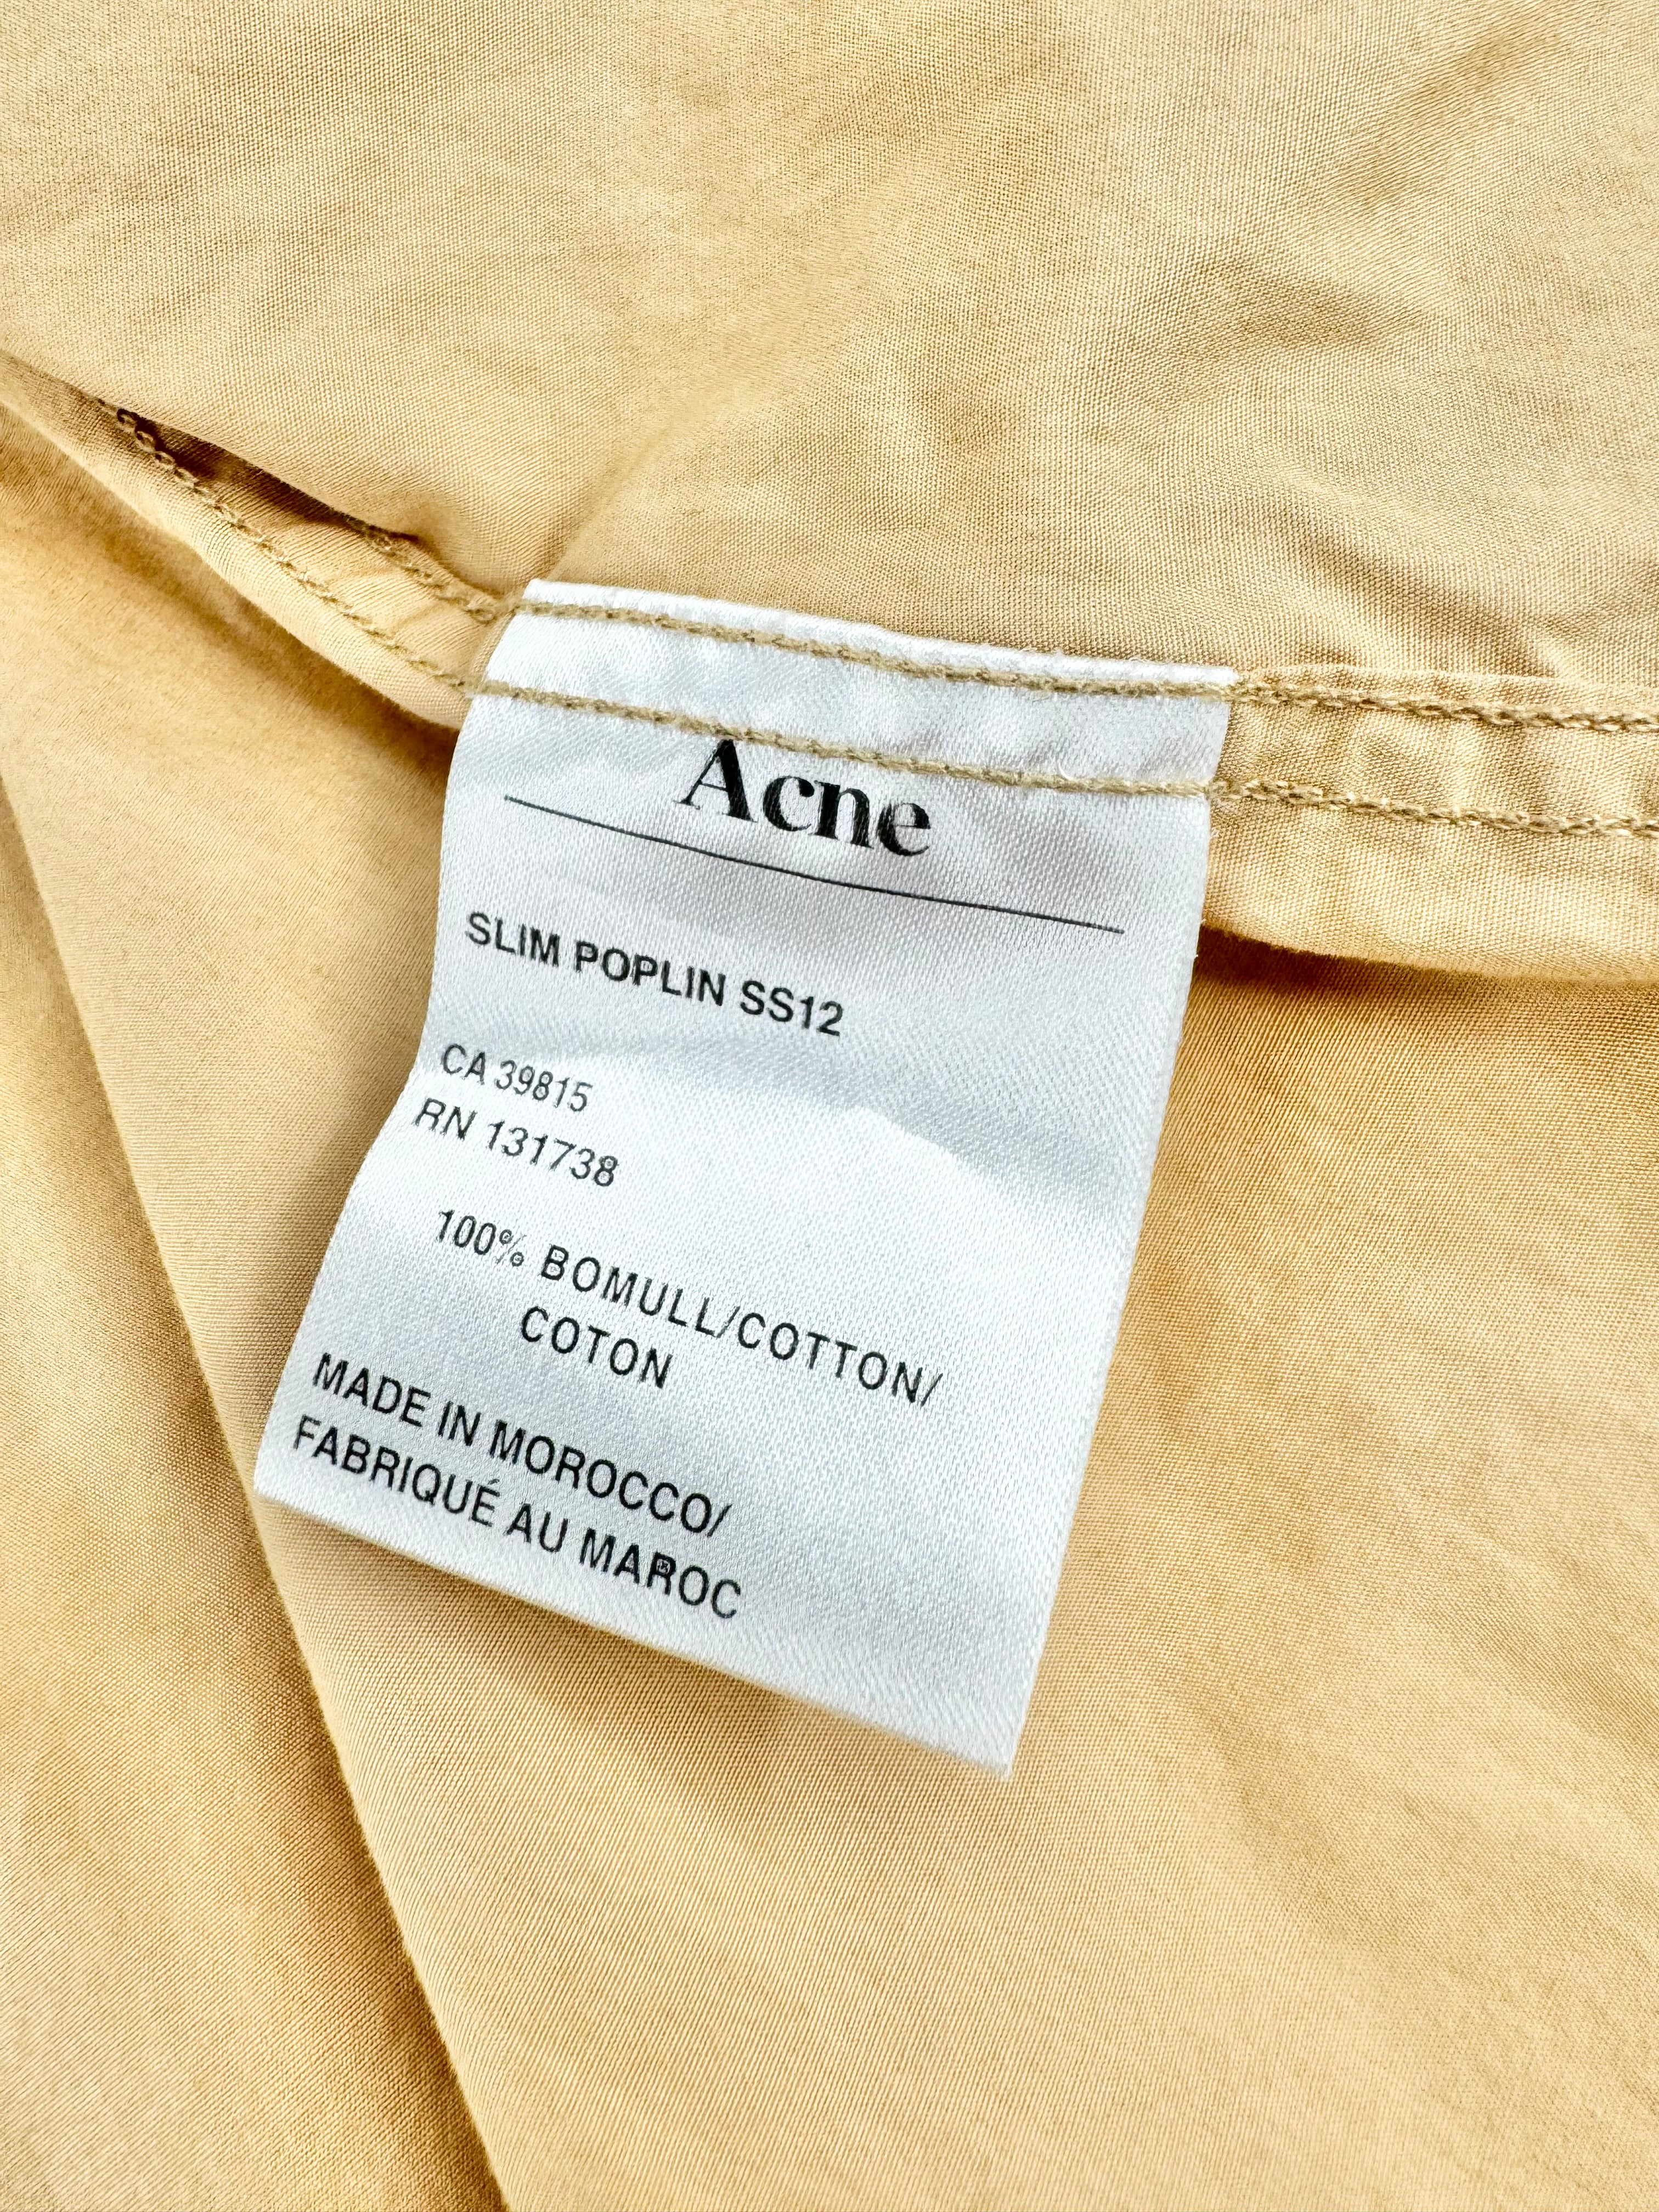 Acne
SLIM POPLIN SS12
CA 39815
RN 131738
100% BOMULL/COTTON/
COTON
MADE IN MOROCCO/
FABRIQUÉ AU MAROC